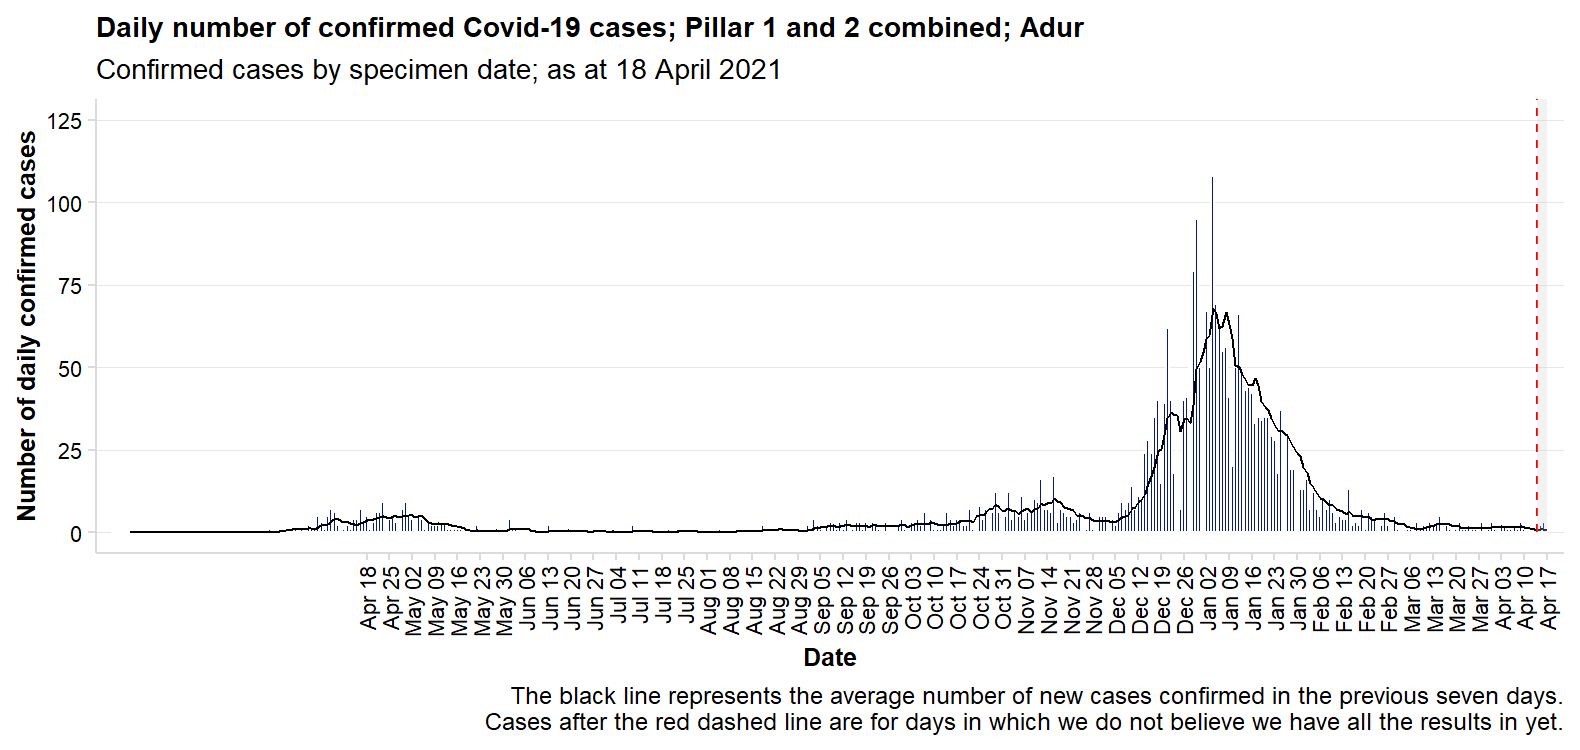 Daily number of confirmed Covid-19 cases; Pillar 1 and 2 combined; Adur
Confirmed cases by specimen date; as at 18 April 2021
Number of daily confirmed cases
125
100
75
50
25
0
Apr 18
Apr 25
May 02
May 09
May 16
May 23
May 30
Jun 06
Jun 13
Jun 20
Jun 27
Jul 04
Jul 11
Jul 18
Jul 25
Aug 01
Aug 08
Aug 15
Aug 22
Aug 29
Sep 05
Sep 12
Sep 19
Sep 26
Oct 03
Oct 10
Oct 17
Oct 24
Oct 31
Nov 07
Nov 14
Nov 21
Nov 28
Dec 05
Dec 12
Dec 19
Dec 26
Jan 02
Jan 09
Jan 16
Jan 23
Jan 30
Feb 06
Feb 13
Feb 20
Feb 27
Mar 06
Mar 13
Mar 20
Mar 27
Apr 03
Apr 10
Apr 17
Date
The black line represents the average number of new cases confirmed in the previous seven days.
Cases after the red dashed line are for days in which we do not believe we have all the results in yet.